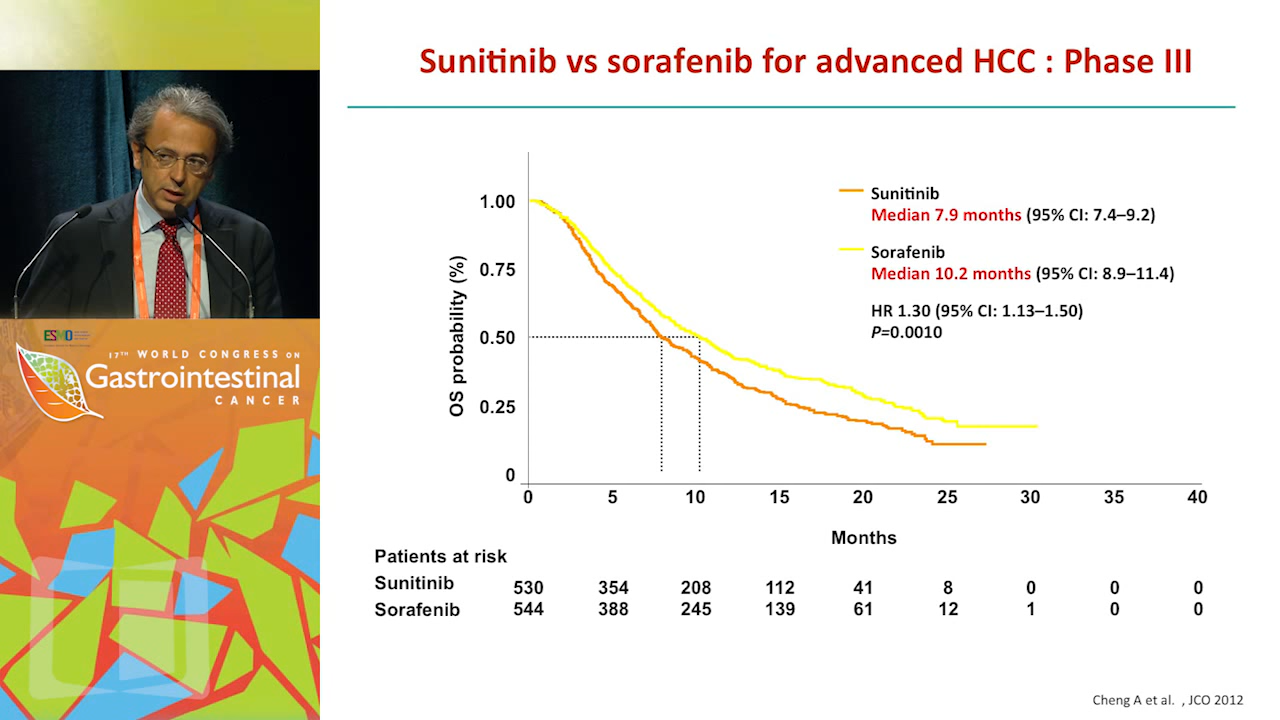 Sunitinib vs sorafenib for advanced HCC : Phase III
1.00
0.75
0.50
0.25
0
OS probability (%)
Sunitinib
Median 7.9 months (95% CI: 7.4–9.2)
Sorafenib
Median 10.2 months (95% CI: 8.9–11.4)
HR 1.30 (95% CI: 1.13–1.50)
P=0.0010
0 5 10 15 20 25 30 35 40
Months
Patients at risk
Sunitinib 530 354 208 112 41 8 0 0 0
Sorafenib 544 388 245 139 61 12 1 0 0
Cheng A et al. , JCO 2012
ESMO
17TH WORLD CONGRESS ON
Gastrointestinal
CANCER